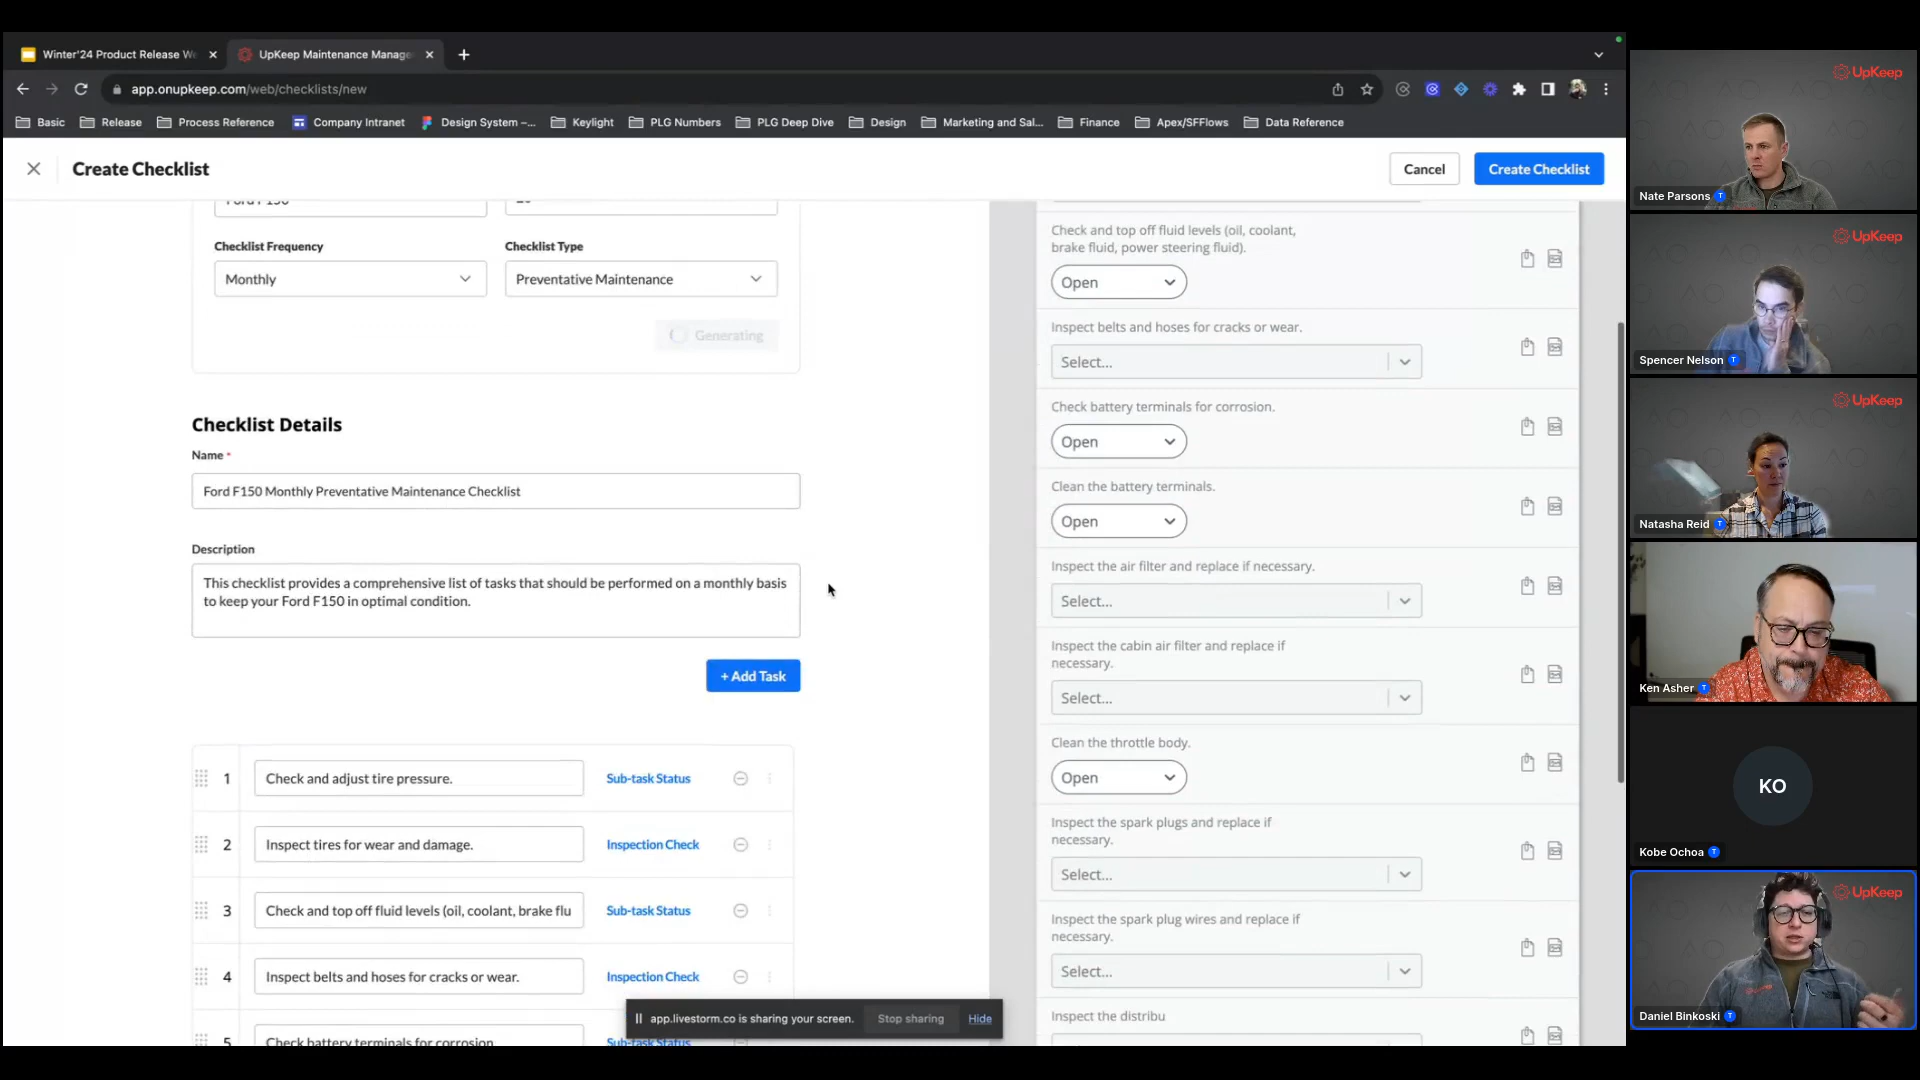 Winter'24 Product Release We
UpKeep Maintenance Manage
app.onupkeep.com/web/checklists/new
Basic
Release
Process Reference
Company Intranet
Design System –...
Keylight
PLG Numbers
PLG Deep Dive
Design
Marketing and Sal...
Finance
Apex/SFFlows
Data Reference
Create Checklist
Cancel
Create Checklist
Ford F150
Checklist Frequency
Checklist Type
Monthly
Preventative Maintenance
Generating
Checklist Details
Name *
Ford F150 Monthly Preventative Maintenance Checklist
Description
This checklist provides a comprehensive list of tasks that should be performed on a monthly basis
to keep your Ford F150 in optimal condition.
+ Add Task
1 Check and adjust tire pressure. Sub-task Status
2 Inspect tires for wear and damage. Inspection Check
3 Check and top off fluid levels (oil, coolant, brake flu Sub-task Status
4 Inspect belts and hoses for cracks or wear. Inspection Check
5 Check battery terminals for corrosion. Sub-task Status
Check and top off fluid levels (oil, coolant,
brake fluid, power steering fluid).
Open
Inspect belts and hoses for cracks or wear.
Select...
Check battery terminals for corrosion.
Open
Clean the battery terminals.
Open
Inspect the air filter and replace if necessary.
Select...
Inspect the cabin air filter and replace if
necessary.
Select...
Clean the throttle body.
Open
Inspect the spark plugs and replace if
necessary.
Select...
Inspect the spark plug wires and replace if
necessary.
Select...
Inspect the distribu
app.livestorm.co is sharing your screen.
Stop sharing
Hide
UpKeep
Nate Parsons T
UpKeep
Spencer Nelson T
UpKeep
Natasha Reid T
Ken Asher T
KO
Kobe Ochoa T
UpKeep
Daniel Binkoski T